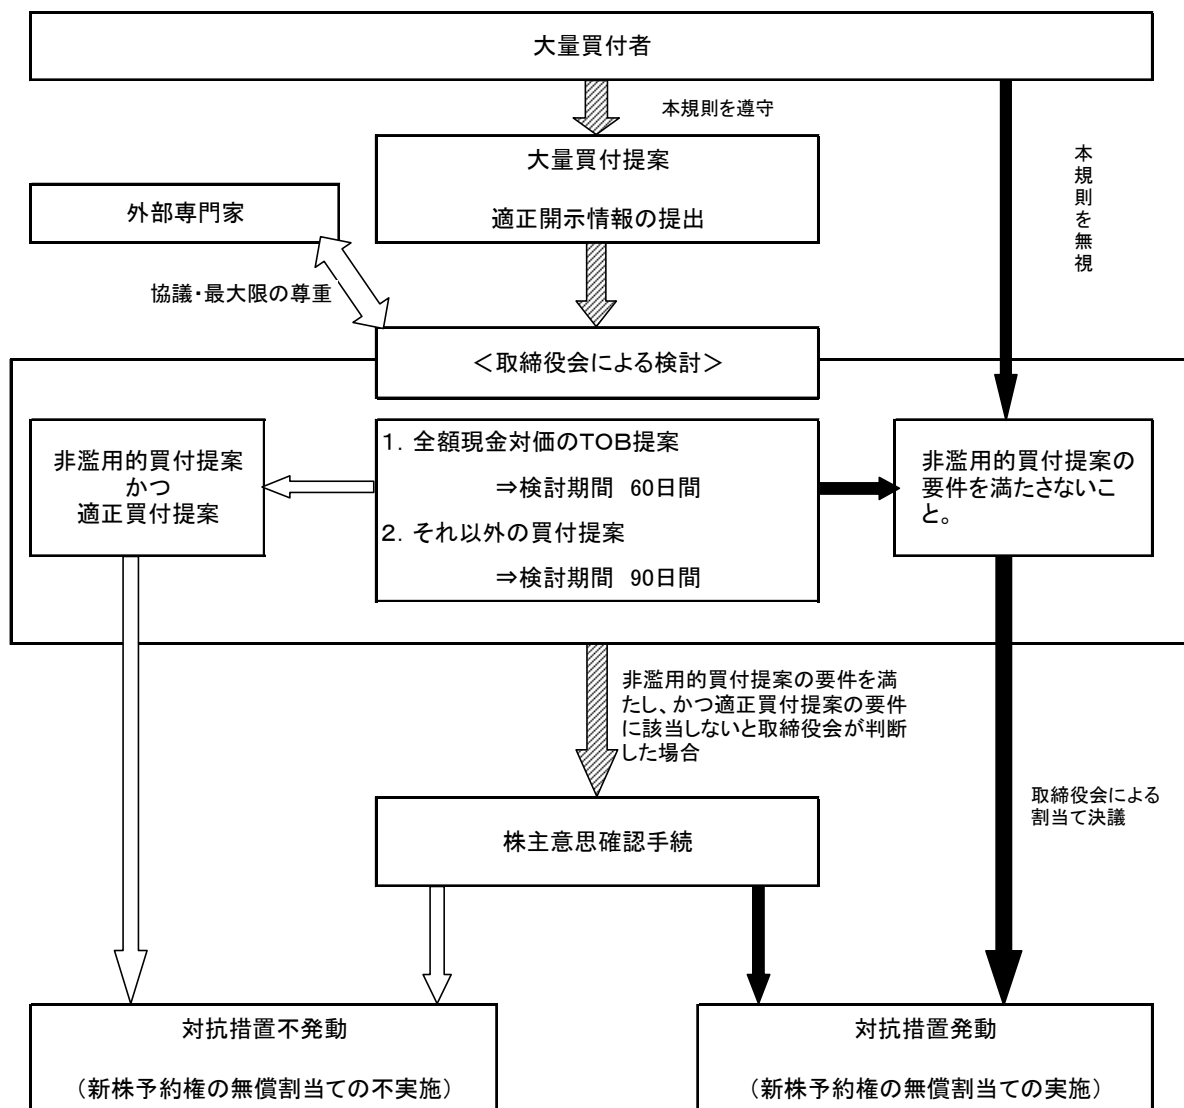 大量買付者
本規則を遵守
大量買付提案
適正開示情報の提出
本規則を無視
外部専門家
協議・最大限の尊重
＜取締役会による検討＞
非濫用的買付提案
かつ
適正買付提案
1．全額現金対価のTOB提案
⇒検討期間　60日間
2．それ以外の買付提案
⇒検討期間　90日間
非濫用的買付提案の
要件を満たさないこ
と。
非濫用的買付提案の要件を満
たし、かつ適正買付提案の要件
に該当しないと取締役会が判断
した場合
取締役会による
割当て決議
株主意思確認手続
対抗措置不発動
（新株予約権の無償割当ての不実施）
対抗措置発動
（新株予約権の無償割当ての実施）